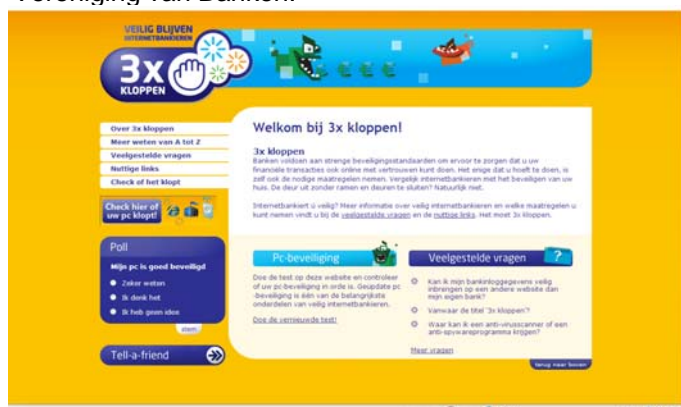 Vereniging van Banken.
VEILIG BLIJVEN
INTERNETBANKIEREN
3x
KLOPPEN
Over 3x kloppen
Meer weten van A tot Z
Veelgestelde vragen
Nuttige links
Check of het klopt
Check hier of
uw pc klopt!
Poll
Mijn pc is goed beveiligd
Zeker weten
Ik denk het
Ik heb geen idee
stem
Tell-a-friend
Welkom bij 3x kloppen!
3x kloppen
Banken voldoen aan strenge beveiligingsstandaarden om ervoor te zorgen dat u uw
financiele transacties ook online met vertrouwen kunt doen. Het enige dat u hoeft te doen, is
zelf ook de nodige maatregelen nemen. Vergelijk internetbankieren met het beveiligen van uw
huis. De deur uit zonder ramen en deuren te sluiten? Natuurlijk niet.
Internetbankiert u veilig? Meer informatie over veilig internetbankieren en welke maatregelen u
kunt nemen vindt u bij de veelgestelde vragen en de nuttige links. Het moet 3x kloppen.
Pc-beveiliging
Doe de test op deze website en controleer
of uw pc-beveiliging in orde is. Geupdate pc
-beveiliging is één van de belangrijkste
onderdelen van veilig internetbankieren.
Doe de vernieuwde test!
Veelgestelde vragen
?
Kan ik mijn bankinloggegevens veilig
inbrengen op een andere website dan
mijn eigen bank?
Vanwaar de titel '3x kloppen'?
Waar kan ik een anti-virusscanner of een
anti-spywareprogramma krijgen?
Meer vragen
terug naar boven